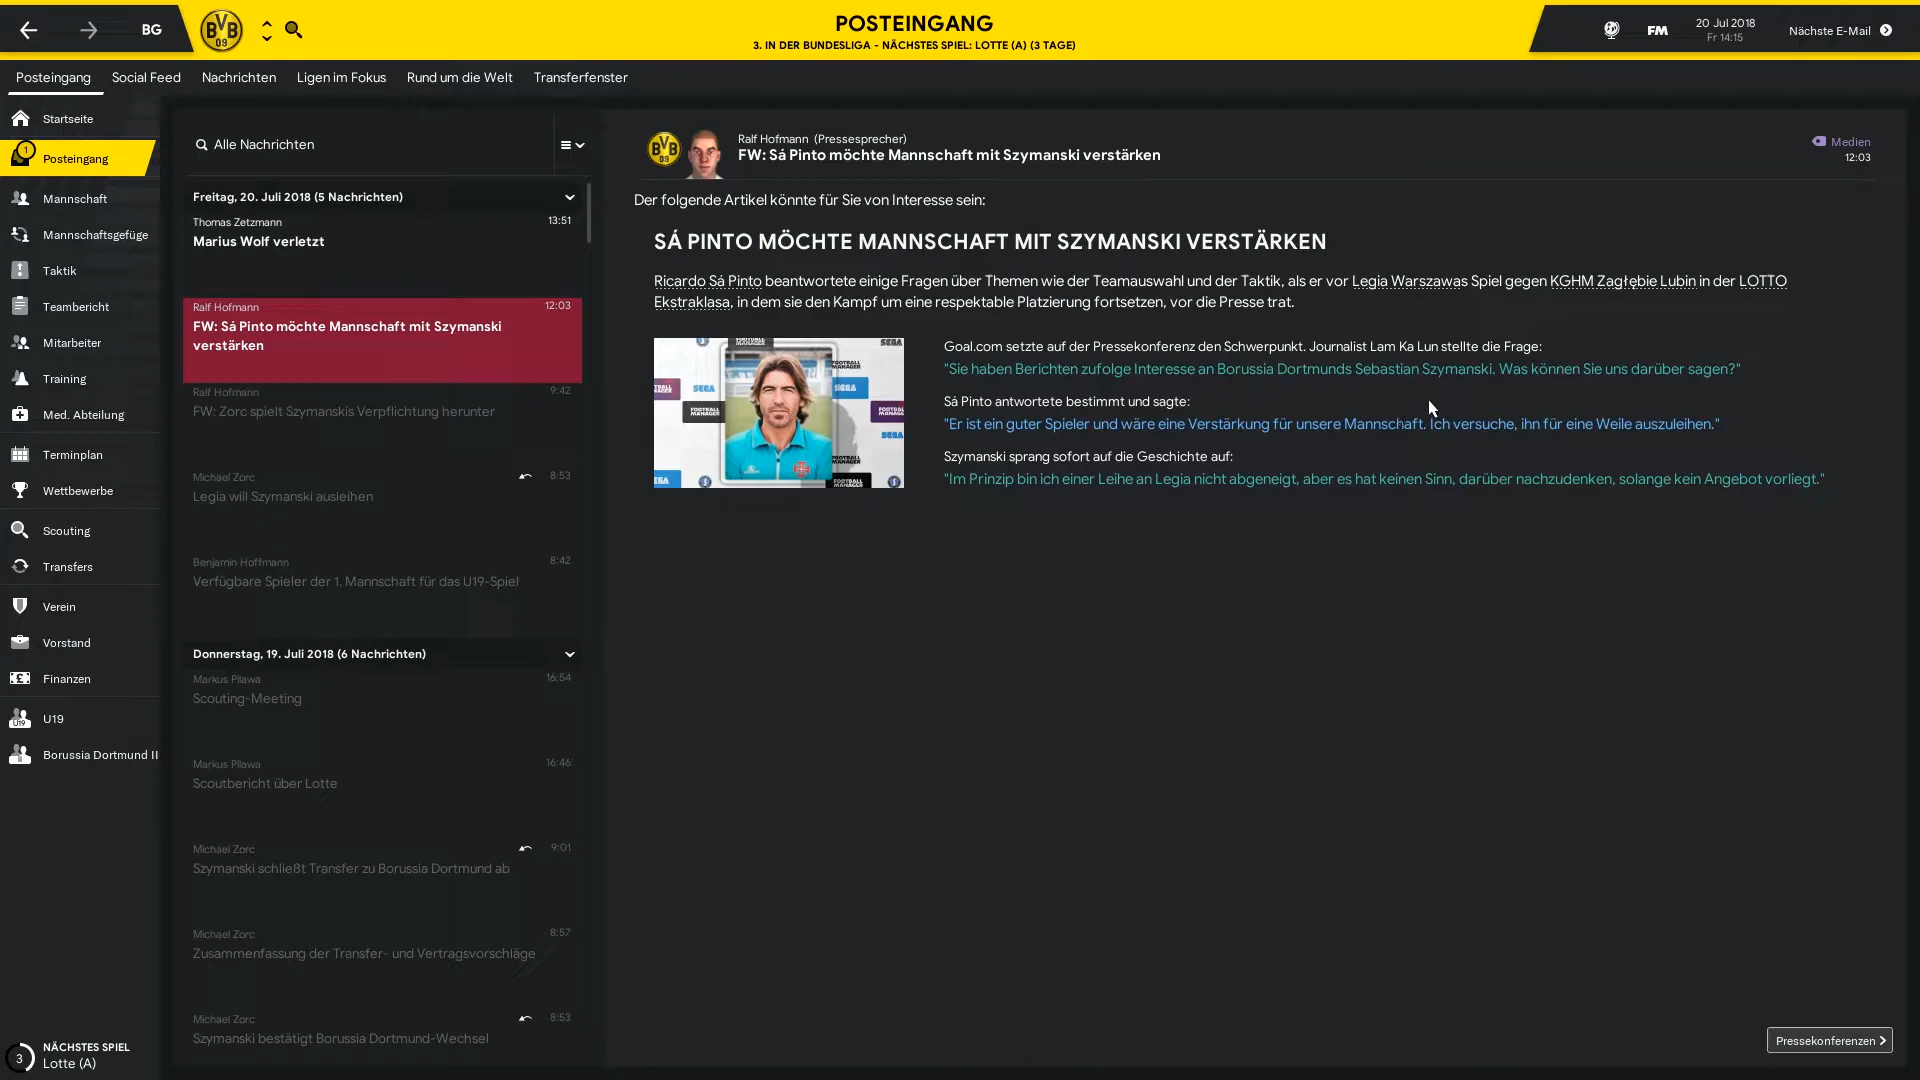 BG
POSTEINGANG
3. IN DER BUNDESLIGA - NÄCHSTES SPIEL: LOTTE (A) (3 TAGE)
FM
20 Jul 2018
Fr 14:15
Nächste E-Mail
Posteingang
Social Feed
Nachrichten
Ligen im Fokus
Rund um die Welt
Transferfenster
Startseite
1
Posteingang
Mannschaft
Mannschaftsgefüge
Taktik
Teambericht
Mitarbeiter
Training
Med. Abteilung
Terminplan
Wettbewerbe
Scouting
Transfers
Verein
Vorstand
Finanzen
U19
U19
Borussia Dortmund II
3
NÄCHSTES SPIEL
Lotte (A)
BVB
09
Alle Nachrichten
Freitag, 20. Juli 2018 (5 Nachrichten)
Thomas Zetzmann 13:51
Marius Wolf verletzt
Ralf Hofmann 12:03
FW: Sá Pinto möchte Mannschaft mit Szymanski
verstärken
Ralf Hofmann 9:42
FW: Zorc spielt Szymanskis Verpflichtung herunter
Michael Zorc 8:53
Legia will Szymanski ausleihen
Benjamin Hoffmann 8:42
Verfügbare Spieler der 1. Mannschaft für das U19-Spiel
Donnerstag, 19. Juli 2018 (6 Nachrichten)
Markus Pilawa 16:54
Scouting-Meeting
Markus Pilawa 16:46
Scoutbericht über Lotte
Michael Zorc 9:01
Szymanski schließt Transfer zu Borussia Dortmund ab
Michael Zorc 8:57
Zusammenfassung der Transfer- und Vertragsvorschläge
Michael Zorc 8:53
Szymanski bestätigt Borussia Dortmund-Wechsel
BVB
09
Ralf Hofmann (Pressesprecher)
FW: Sá Pinto möchte Mannschaft mit Szymanski verstärken
Medien
12:03
Der folgende Artikel könnte für Sie von Interesse sein:
SÁ PINTO MÖCHTE MANNSCHAFT MIT SZYMANSKI VERSTÄRKEN
Ricardo Sá Pinto beantwortete einige Fragen über Themen wie der Teamauswahl und der Taktik, als er vor Legia Warszawas Spiel gegen KGHM Zagłębie Lubin in der LOTTO
Ekstraklasa, in dem sie den Kampf um eine respektable Platzierung fortsetzen, vor die Presse trat.
SEGA
FOOTBALL MANAGER
Goal.com setzte auf der Pressekonferenz den Schwerpunkt. Journalist Lam Ka Lun stellte die Frage:
"Sie haben Berichten zufolge Interesse an Borussia Dortmunds Sebastian Szymanski. Was können Sie uns darüber sagen?"
Sá Pinto antwortete bestimmt und sagte:
"Er ist ein guter Spieler und wäre eine Verstärkung für unsere Mannschaft. Ich versuche, ihn für eine Weile auszuleihen."
Szymanski sprang sofort auf die Geschichte auf:
"Im Prinzip bin ich einer Leihe an Legia nicht abgeneigt, aber es hat keinen Sinn, darüber nachzudenken, solange kein Angebot vorliegt."
Pressekonferenzen